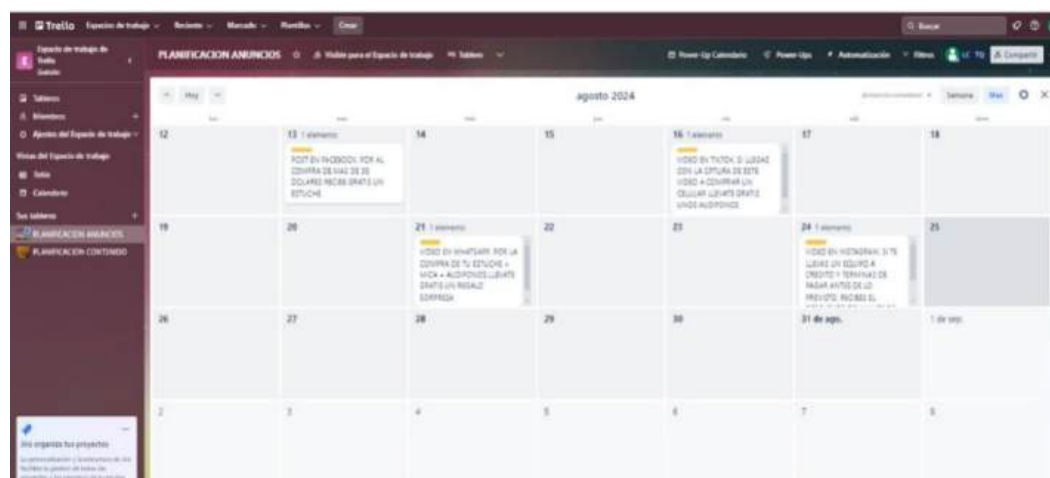 Trello Espacios de trabajo Reciente Marcado Plantillas Crear
Buscar
Espacio de trabajo de
Trello
Gratuito
PLANIFICACION ANUNCIOS Visible para el Espacio de trabajo Tablero
Power-Up Calendario Power-Ups Automatización Filtros Compartir
Tableros
Miembros
Ajustes del Espacio de trabajo
Vistas del Espacio de trabajo
Tabla
Calendario
Sus tableros
PLANIFICACION ANUNCIOS
PLANIFICACION CONTENIDO
Hoy
agosto 2024
Semana Mes
12
13 1 elemento
POST EN FACEBOOK: POR AL
COMPRA DE MAS DE
DOLARES RECIBE GRATIS UN
ESTUCHE
14
15
16 1 elemento
VIDEO EN TIKTOK: SI LLEGAS
CON LA CPTURA DE ESTE
VIDEO A COMPRAR UN
CELULAR LLEVATE GRATIS
UNOS AUDIFONOS
17
18
19
20
21 1 elemento
VIDEO EN WHATSAPP: POR LA
COMPRA DE TU ESTUCHE +
MICA + AUDIFONOS LLEVATE
GRATIS UN REGALO
SORPRESA
22
23
24 1 elemento
VIDEO EN INSTAGRAM: SI TE
LLEVAS UN EQUIPO A
CREDITO Y TERMINAS DE
PAGAR ANTES DE LO
PREVISTO, RECIBES EL
25
26
27
28
29
30
31 de ago.
1 de sep.
2
3
4
5
6
7
8
organiza tus proyectos